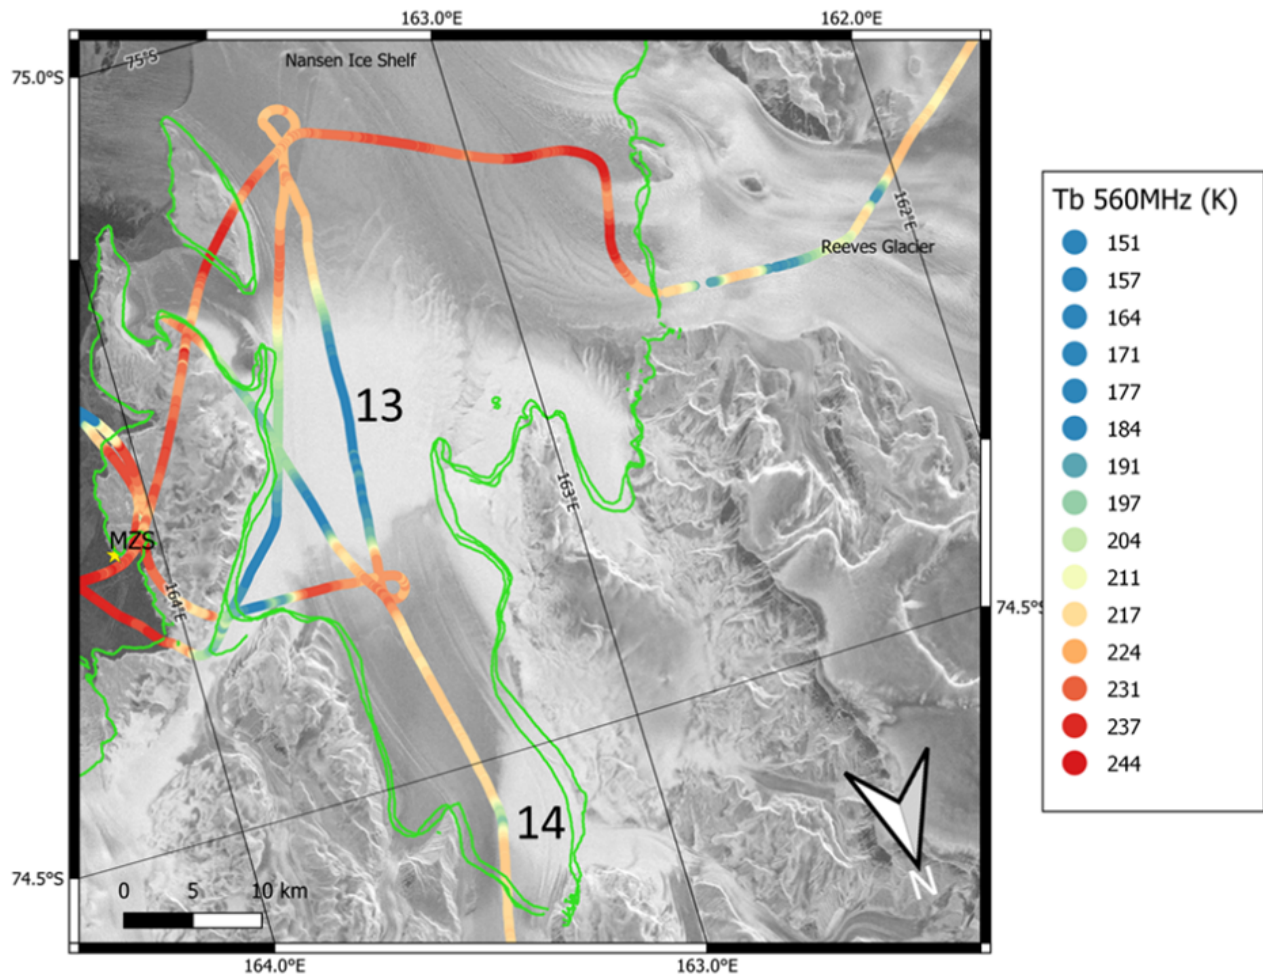 163.0°E
162.0°E
75°S
Nansen Ice Shelf
75.0°S
162°E
Reeves Glacier
Tb 560MHz (K)
151
157
164
171
177
184
191
197
204
211
217
224
231
237
244
13
163°E
MZS
164°E
74.5°S
14
74.5°S
0 5 10 km
N
164.0°E
163.0°E